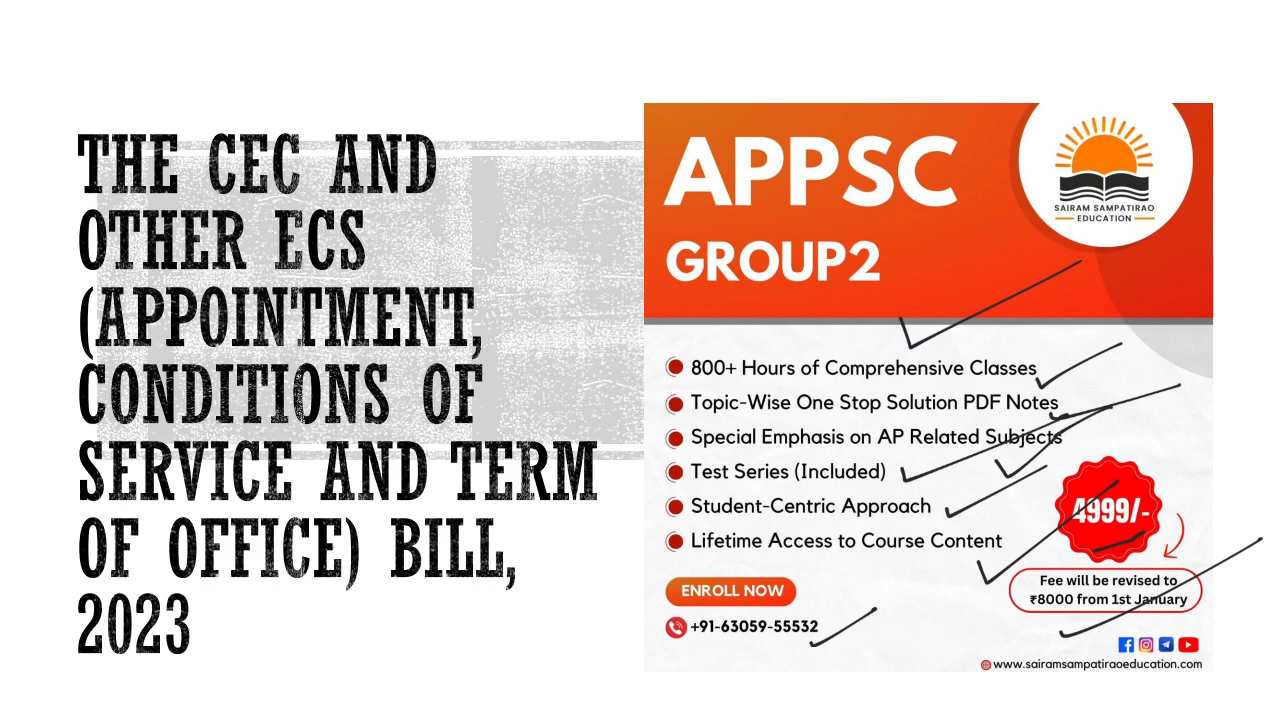 THE CEC AND
OTHER ECS
(APPOINTMENT,
CONDITIONS OF
SERVICE AND TERM
OF OFFICE) BILL,
2023
APPSC
GROUP2
SAIRAM SAMPATIRAO
EDUCATION
800+ Hours of Comprehensive Classes
Topic-Wise One Stop Solution PDF Notes
Special Emphasis on AP Related Subjects
Test Series (Included)
Student-Centric Approach
Lifetime Access to Course Content
4999/-
Fee will be revised to
₹8000 from 1st January
ENROLL NOW
+91-63059-55532
www.sairamsampatiraoeducation.com